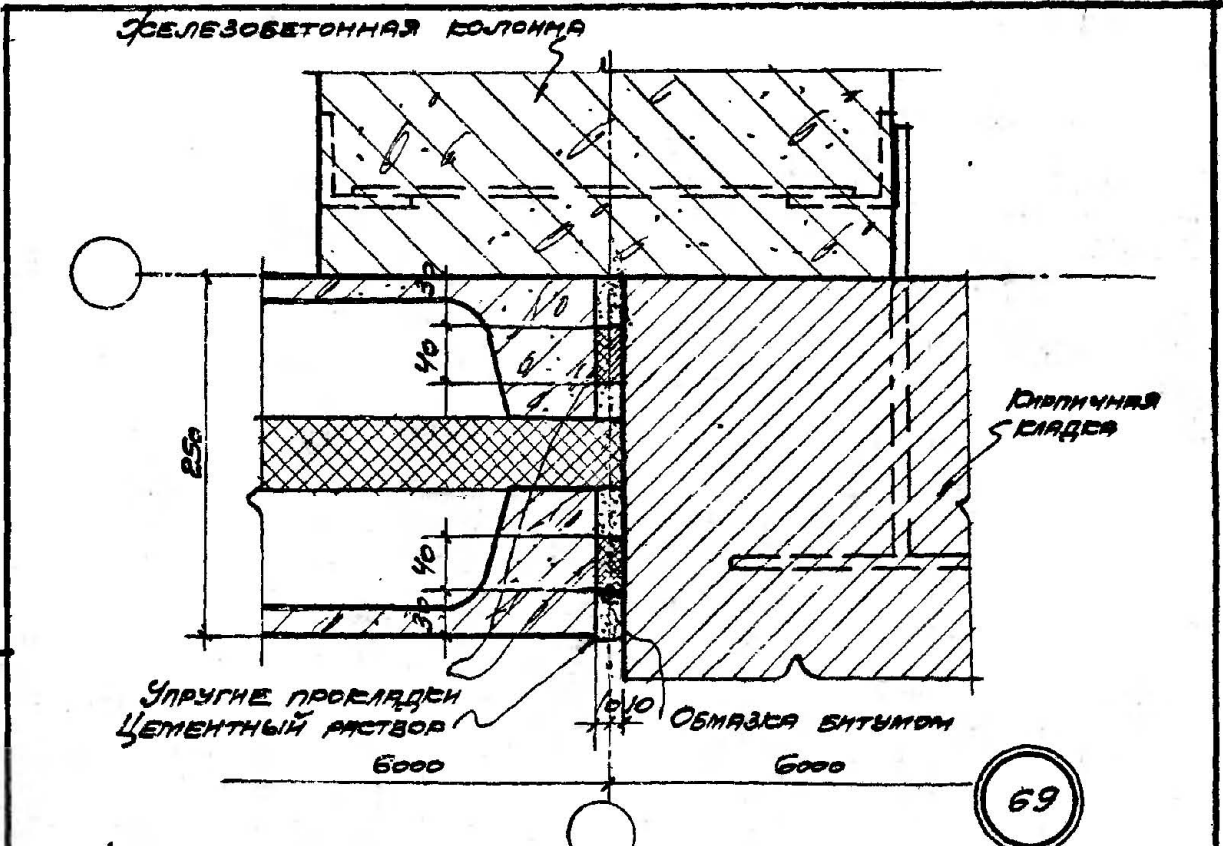 Железобетонная колонна
30
40
250
Кирпичная
кладка
40
30
Упругие прокладки
Цементный раствор
10 10
Обмазка битумом
6000
6000
69